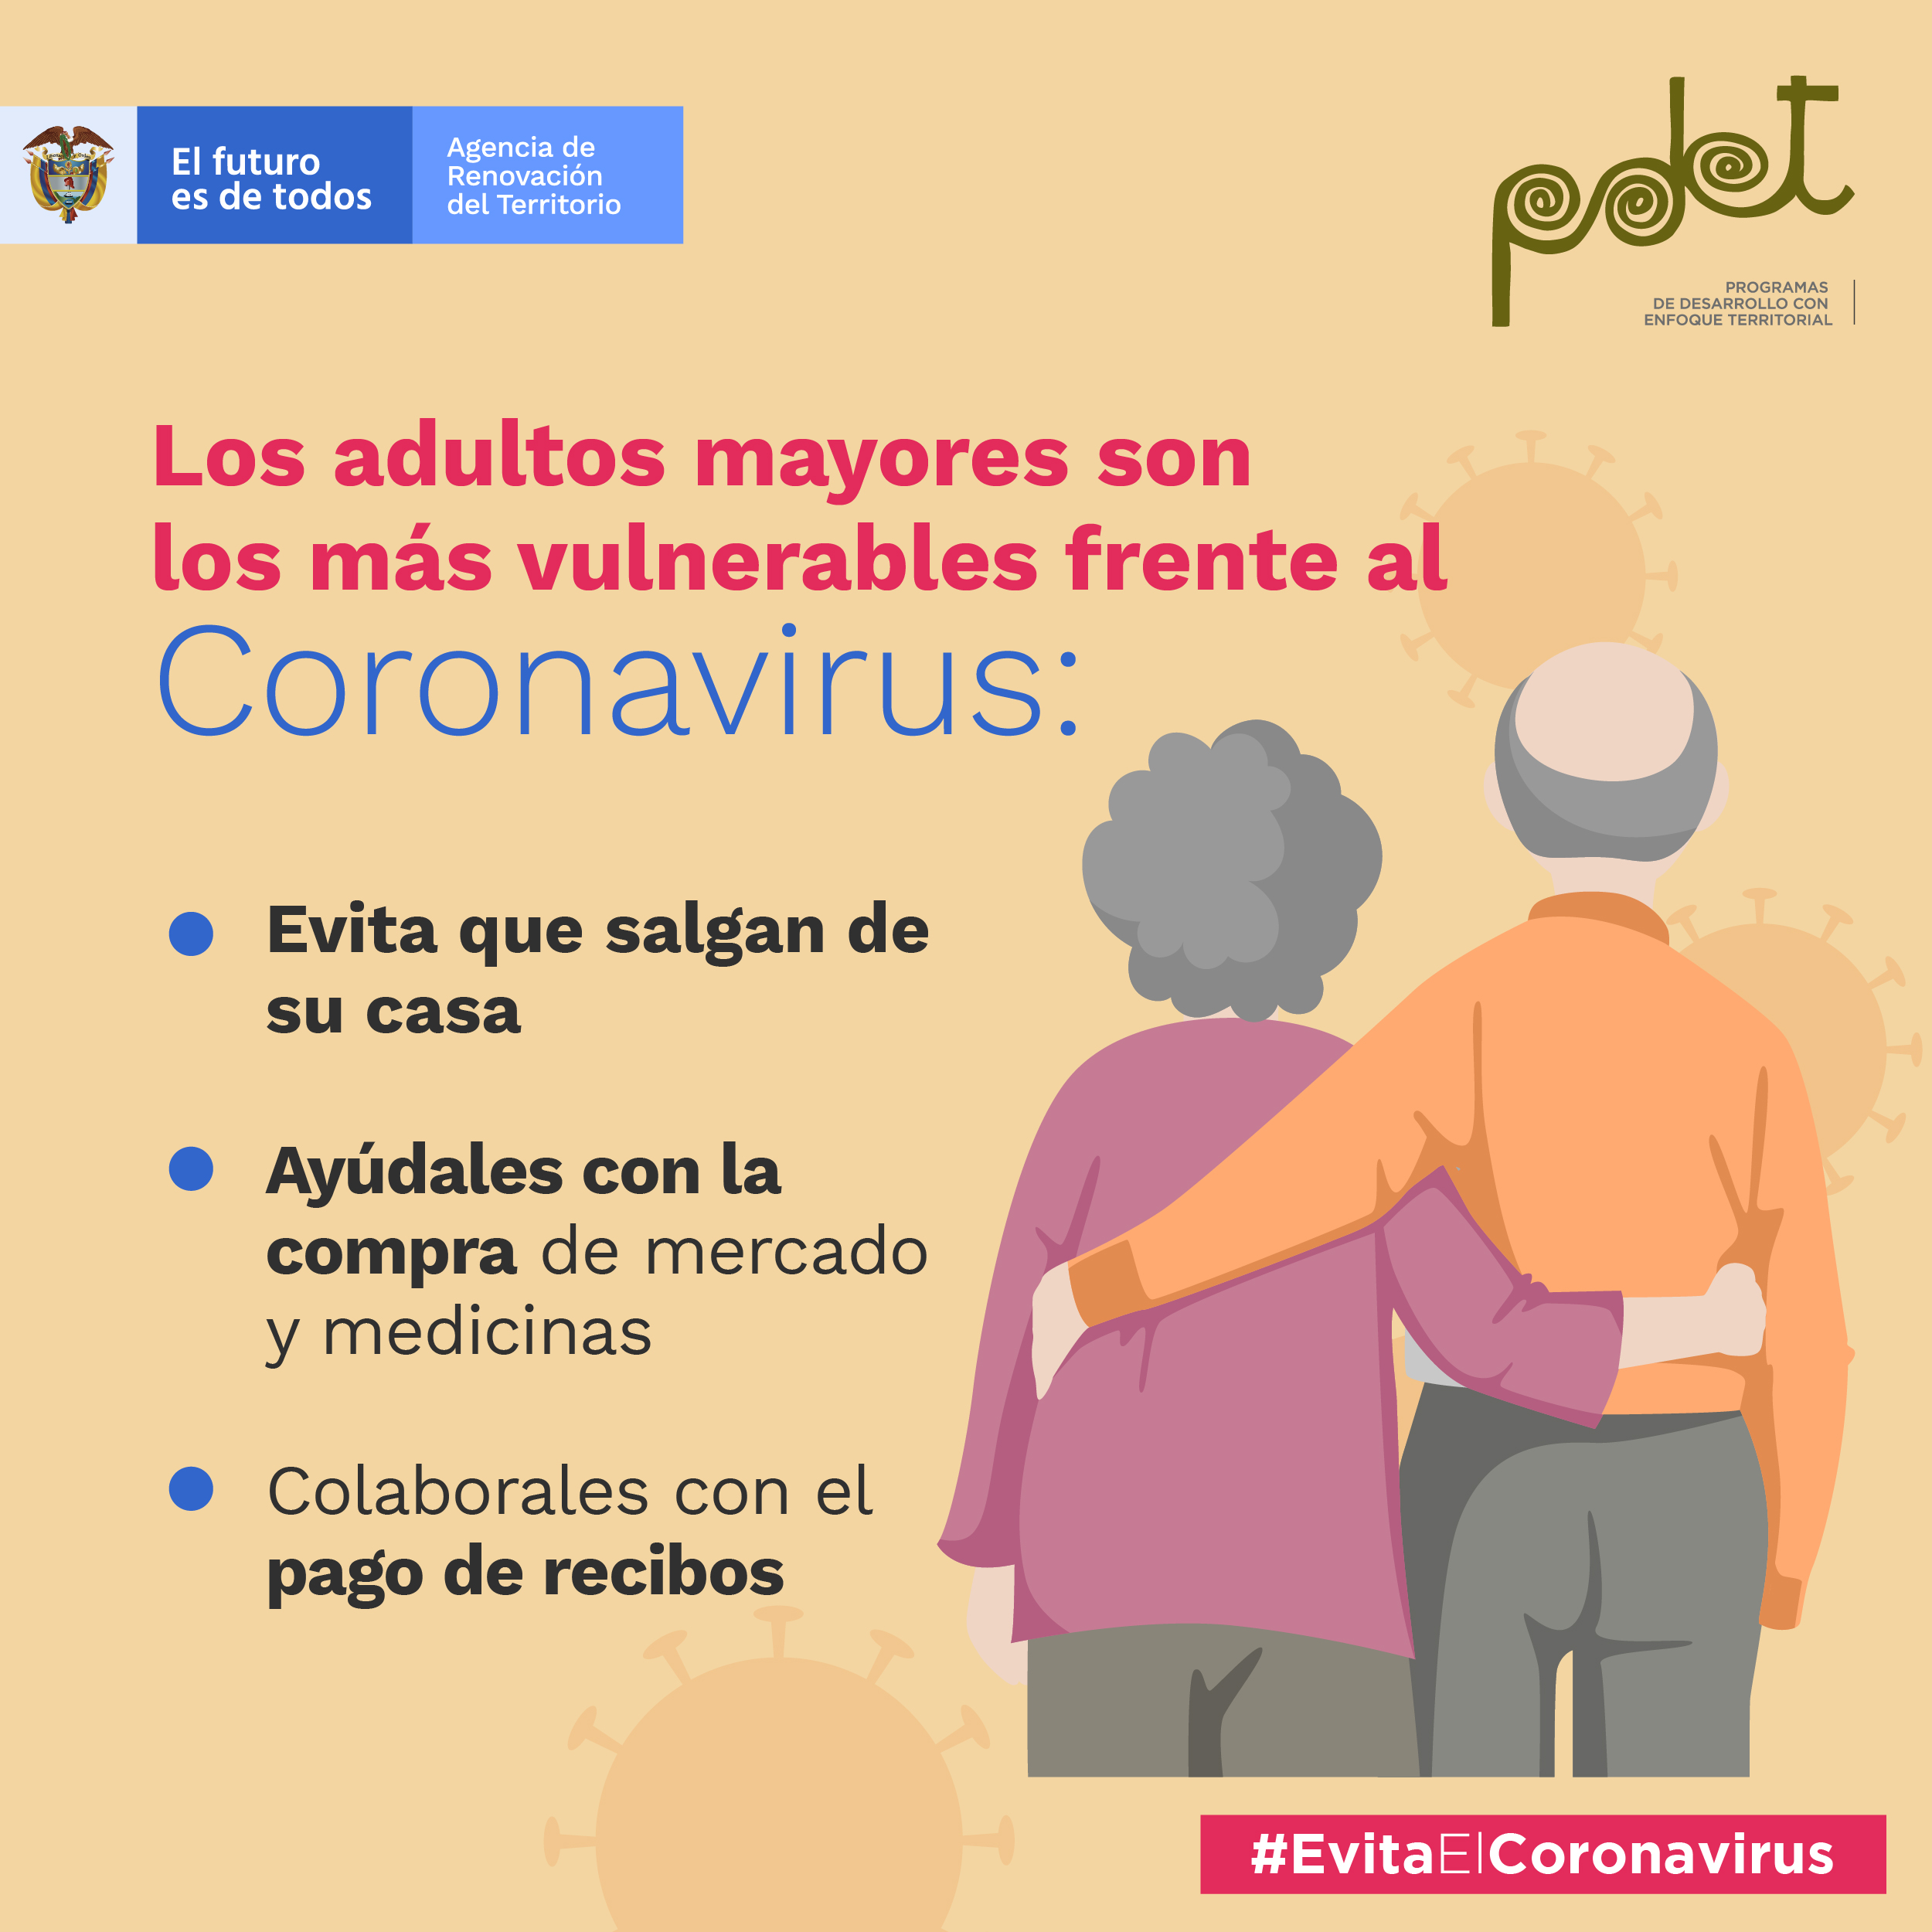 El futuro
es de todos
Agencia de
Renovación
del Territorio
pdet
PROGRAMAS
DE DESARROLLO CON
ENFOQUE TERRITORIAL
Los adultos mayores son
los más vulnerables frente al
Coronavirus:
Evita que salgan de
su casa
Ayúdales con la
compra de mercado
y medicinas
Colaborales con el
pago de recibos
#EvitaElCoronavirus